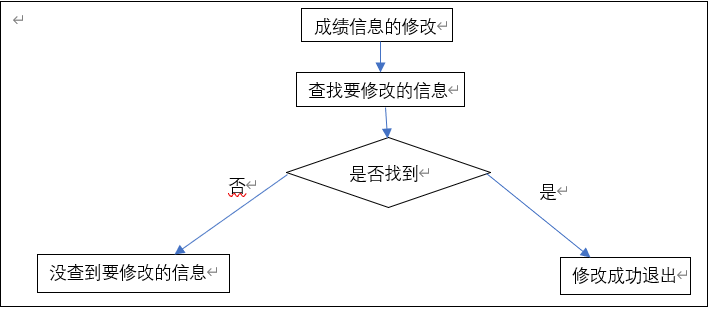 成绩信息的修改
查找要修改的信息
是否找到
否
是
没查到要修改的信息
修改成功退出